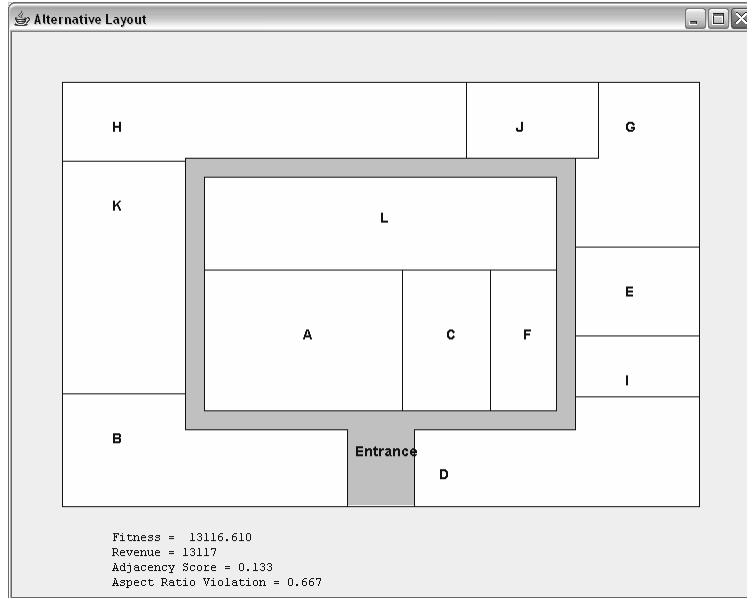 Alternative Layout
H
J
G
K
L
E
A
C
F
I
B
Entrance
D
Fitness = 13116.610
Revenue = 13117
Adjacency Score = 0.133
Aspect Ratio Violation = 0.667